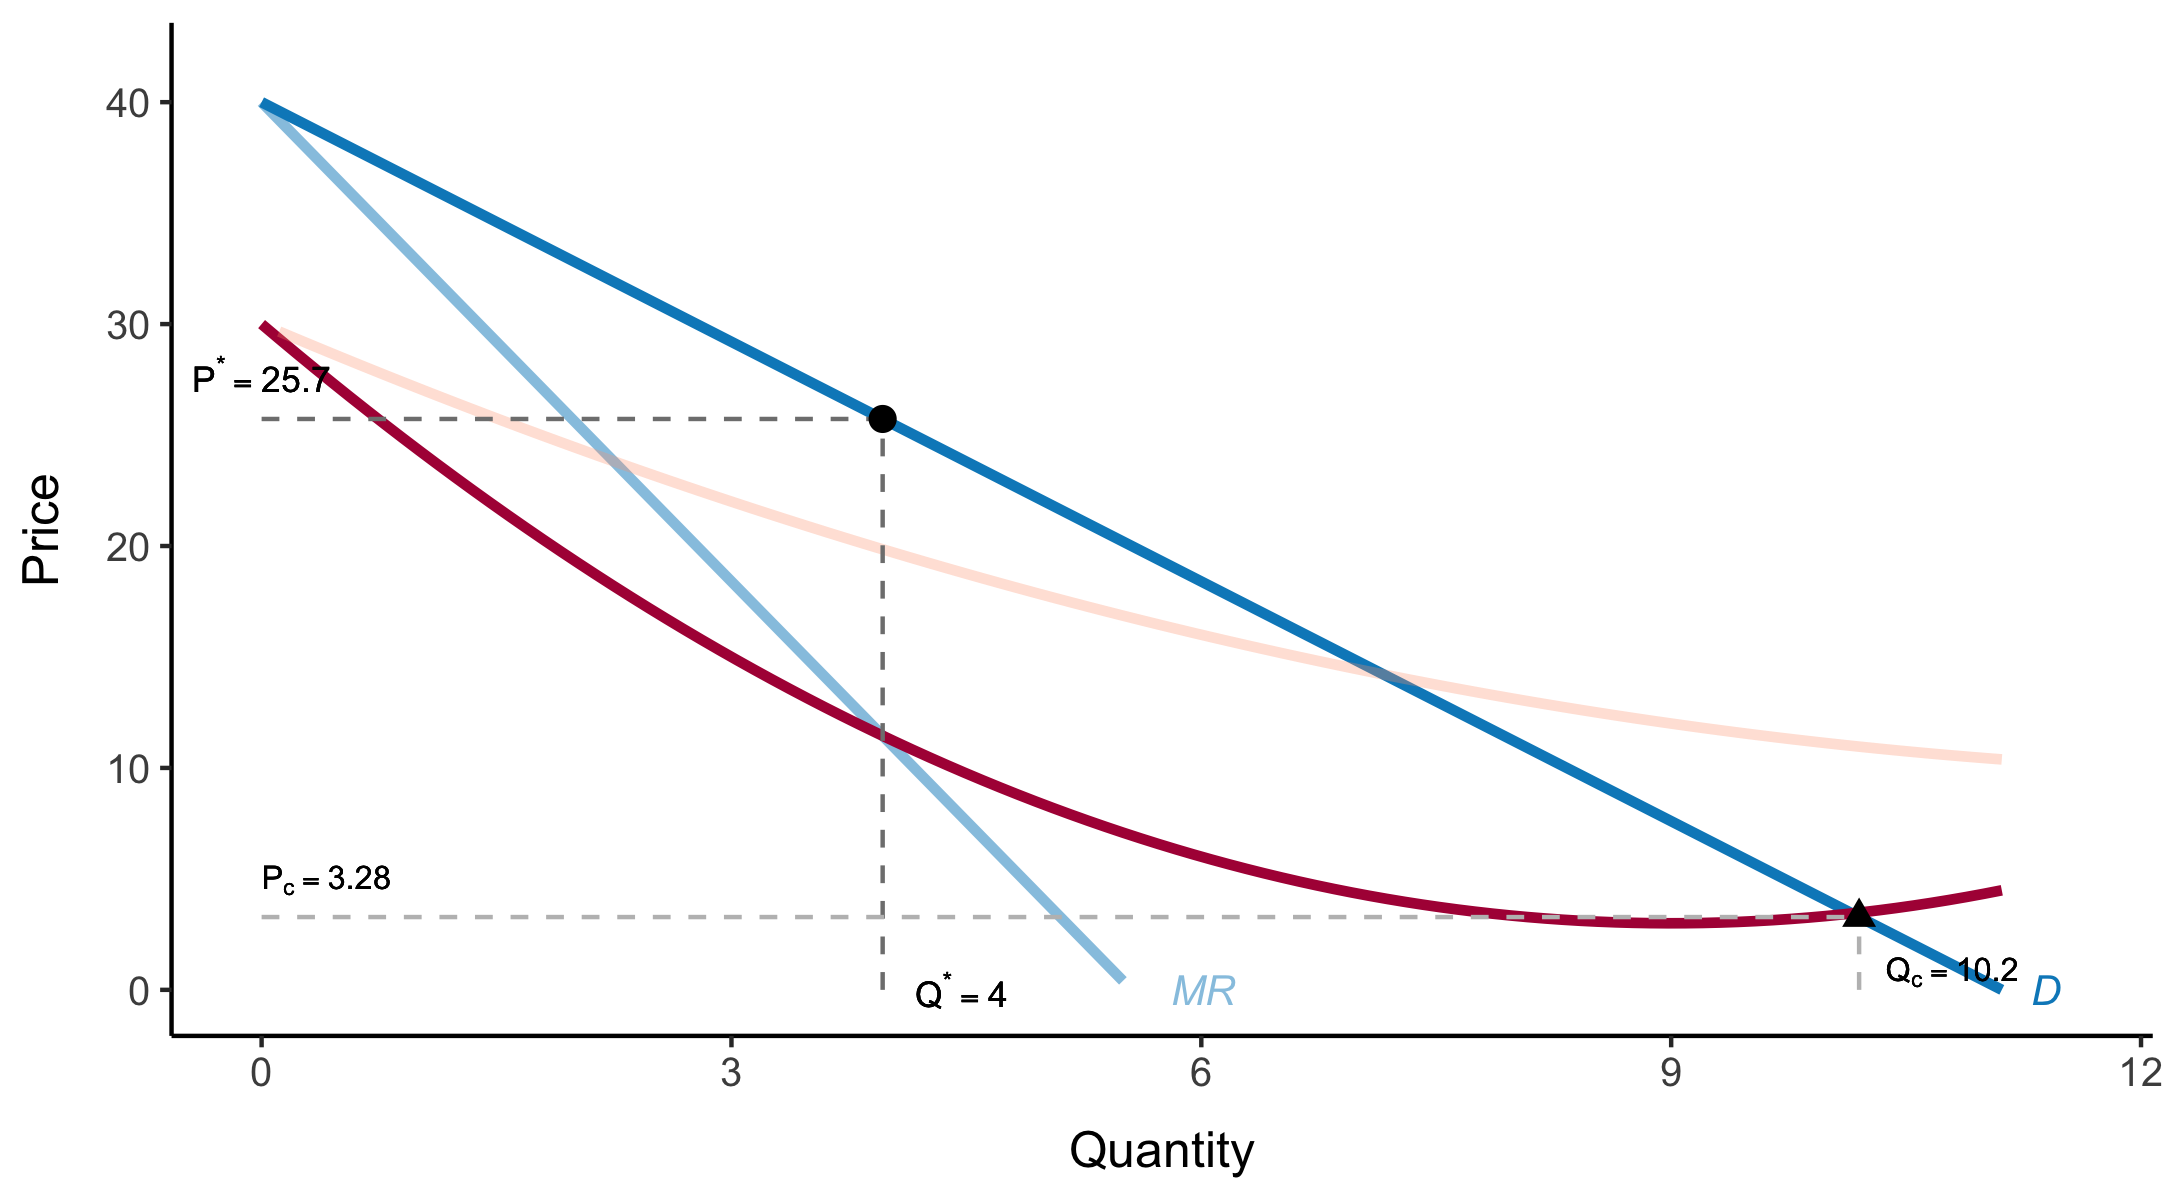 40
30
P* = 25.7
20
10
Pc = 3.28
0
Q* = 4
MR
Qc = 10.2
D
0 3 6 9 12
Quantity
Price